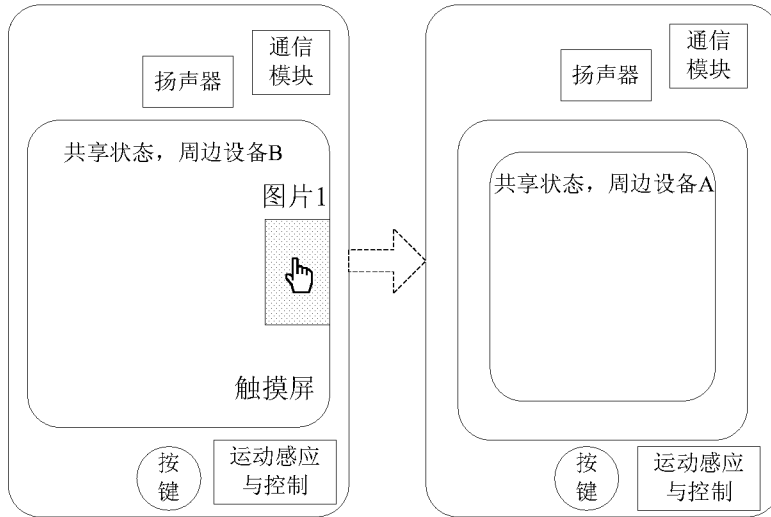 通信
模块
扬声器
共享状态，周边设备B
图片1
触摸屏
按
键
运动感应
与控制
通信
模块
扬声器
共享状态，周边设备A
按
键
运动感应
与控制